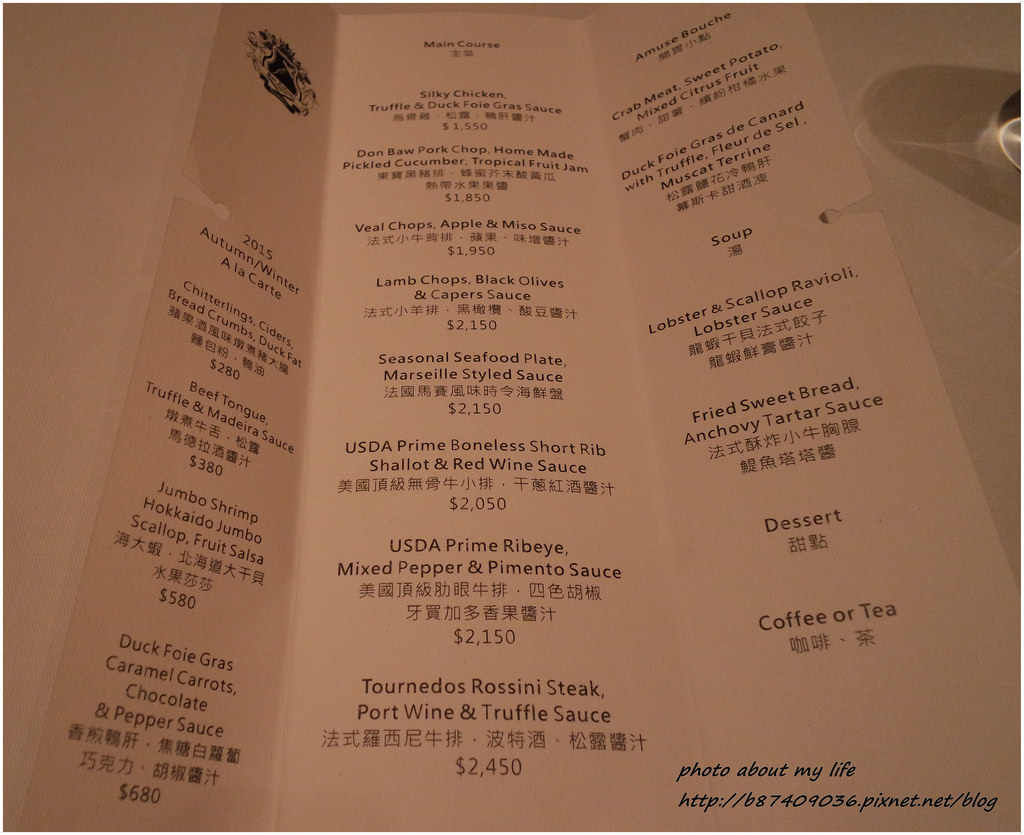 2015
Autumn/Winter
A la Carte
Chitterlings, Ciders,
Bread Crumbs, Duck Fat
蘋果酒風味燉煮豬大腸
麵包粉．鴨油
$280
Beef Tongue,
Truffle & Madeira Sauce
燉煮牛舌．松露
馬德拉酒醬汁
$380
Jumbo Shrimp
Hokkaido Jumbo
Scallop, Fruit Salsa
海大蝦．北海道大干貝
水果莎莎
$580
Duck Foie Gras
Caramel Carrots,
Chocolate
& Pepper Sauce
香煎鴨肝．焦糖白蘿蔔
巧克力、胡椒醬汁
$680
Main Course
主菜
Silky Chicken,
Truffle & Duck Foie Gras Sauce
烏骨雞．松露．鴨肝醬汁
$1,550
Don Baw Pork Chop, Home Made
Pickled Cucumber, Tropical Fruit Jam
東寶黑豬排．蜂蜜芥末酸黃瓜
熱帶水果果醬
$1,850
Veal Chops, Apple & Miso Sauce
法式小牛背排．蘋果、味增醬汁
$1,950
Lamb Chops, Black Olives
& Capers Sauce
法式小羊排．黑橄欖、酸豆醬汁
$2,150
Seasonal Seafood Plate,
Marseille Styled Sauce
法國馬賽風味時令海鮮盤
$2,150
USDA Prime Boneless Short Rib
Shallot & Red Wine Sauce
美國頂級無骨牛小排．干蔥紅酒醬汁
$2,050
USDA Prime Ribeye,
Mixed Pepper & Pimento Sauce
美國頂級肋眼牛排．四色胡椒
牙買加多香果醬汁
$2,150
Tournedos Rossini Steak,
Port Wine & Truffle Sauce
法式羅西尼牛排．波特酒、松露醬汁
$2,450
Amuse Bouche
開胃小點
Crab Meat, Sweet Potato,
Mixed Citrus Fruit
蟹肉．甜薯．繽紛柑橘水果
Duck Foie Gras de Canard
with Truffle, Fleur de Sel,
Muscat Terrine
松露鹽花冷鴨肝
慕斯卡甜酒凍
Soup
湯
Lobster & Scallop Ravioli,
Lobster Sauce
龍蝦干貝法式餃子
龍蝦鮮膏醬汁
Fried Sweet Bread,
Anchovy Tartar Sauce
法式酥炸小牛胸腺
鯷魚塔塔醬
Dessert
甜點
Coffee or Tea
咖啡、茶
photo about my life
http://b87409036.pixnet.net/blog